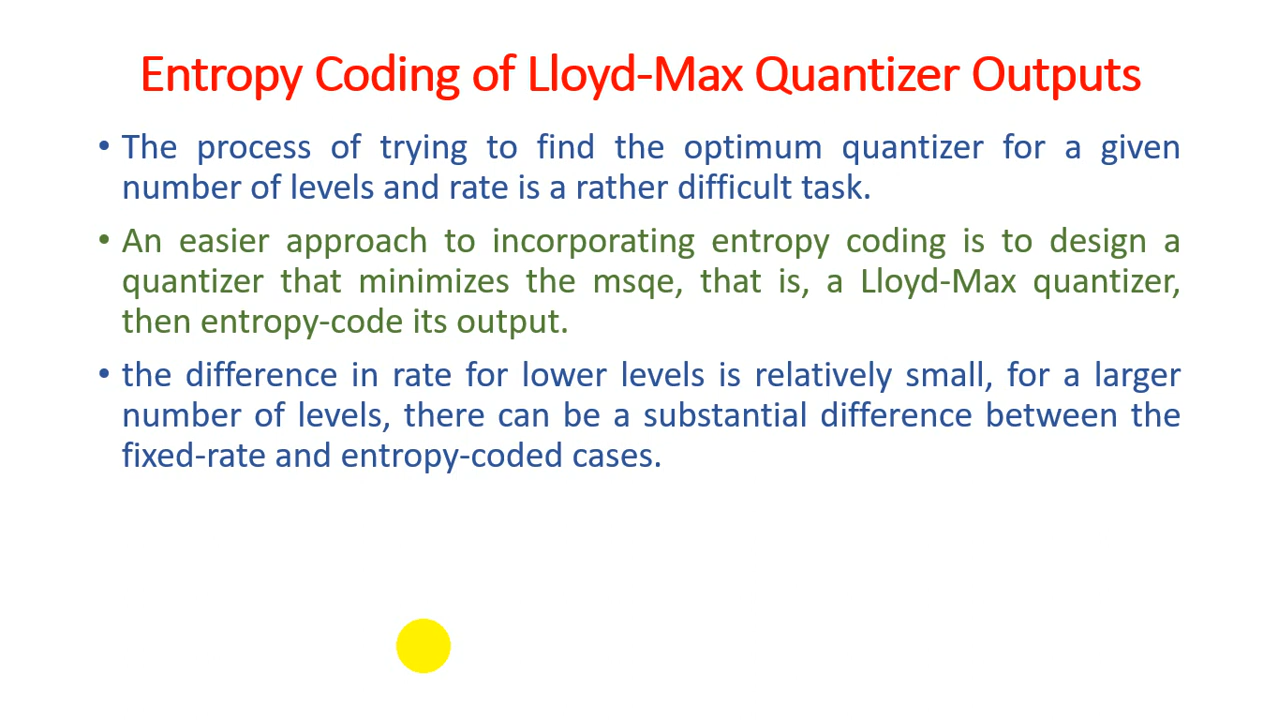 Entropy Coding of Lloyd-Max Quantizer Outputs
• The process of trying to find the optimum quantizer for a given
number of levels and rate is a rather difficult task.
• An easier approach to incorporating entropy coding is to design a
quantizer that minimizes the msqe, that is, a Lloyd-Max quantizer,
then entropy-code its output.
• the difference in rate for lower levels is relatively small, for a larger
number of levels, there can be a substantial difference between the
fixed-rate and entropy-coded cases.